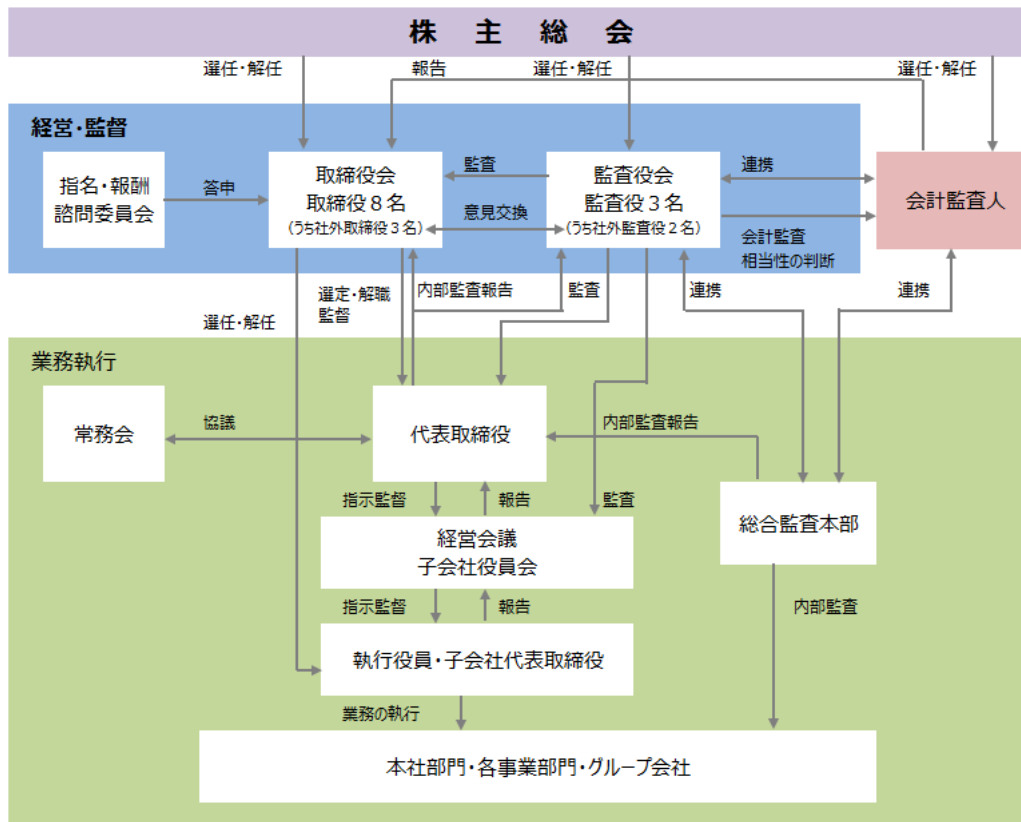 株主総会
選任・解任
報告
選任・解任
選任・解任
経営・監督
指名・報酬
諮問委員会
答申
取締役会
取締役８名
（うち社外取締役３名）
監査
意見交換
監査役会
監査役３名
（うち社外監査役２名）
連携
会計監査
相当性の判断
会計監査人
選任・解任
選定・解職
監督
内部監査報告
監査
連携
連携
業務執行
常務会
協議
代表取締役
内部監査報告
指示監督
報告
監査
経営会議
子会社役員会
総合監査本部
指示監督
報告
内部監査
執行役員・子会社代表取締役
業務の執行
本社部門・各事業部門・グループ会社